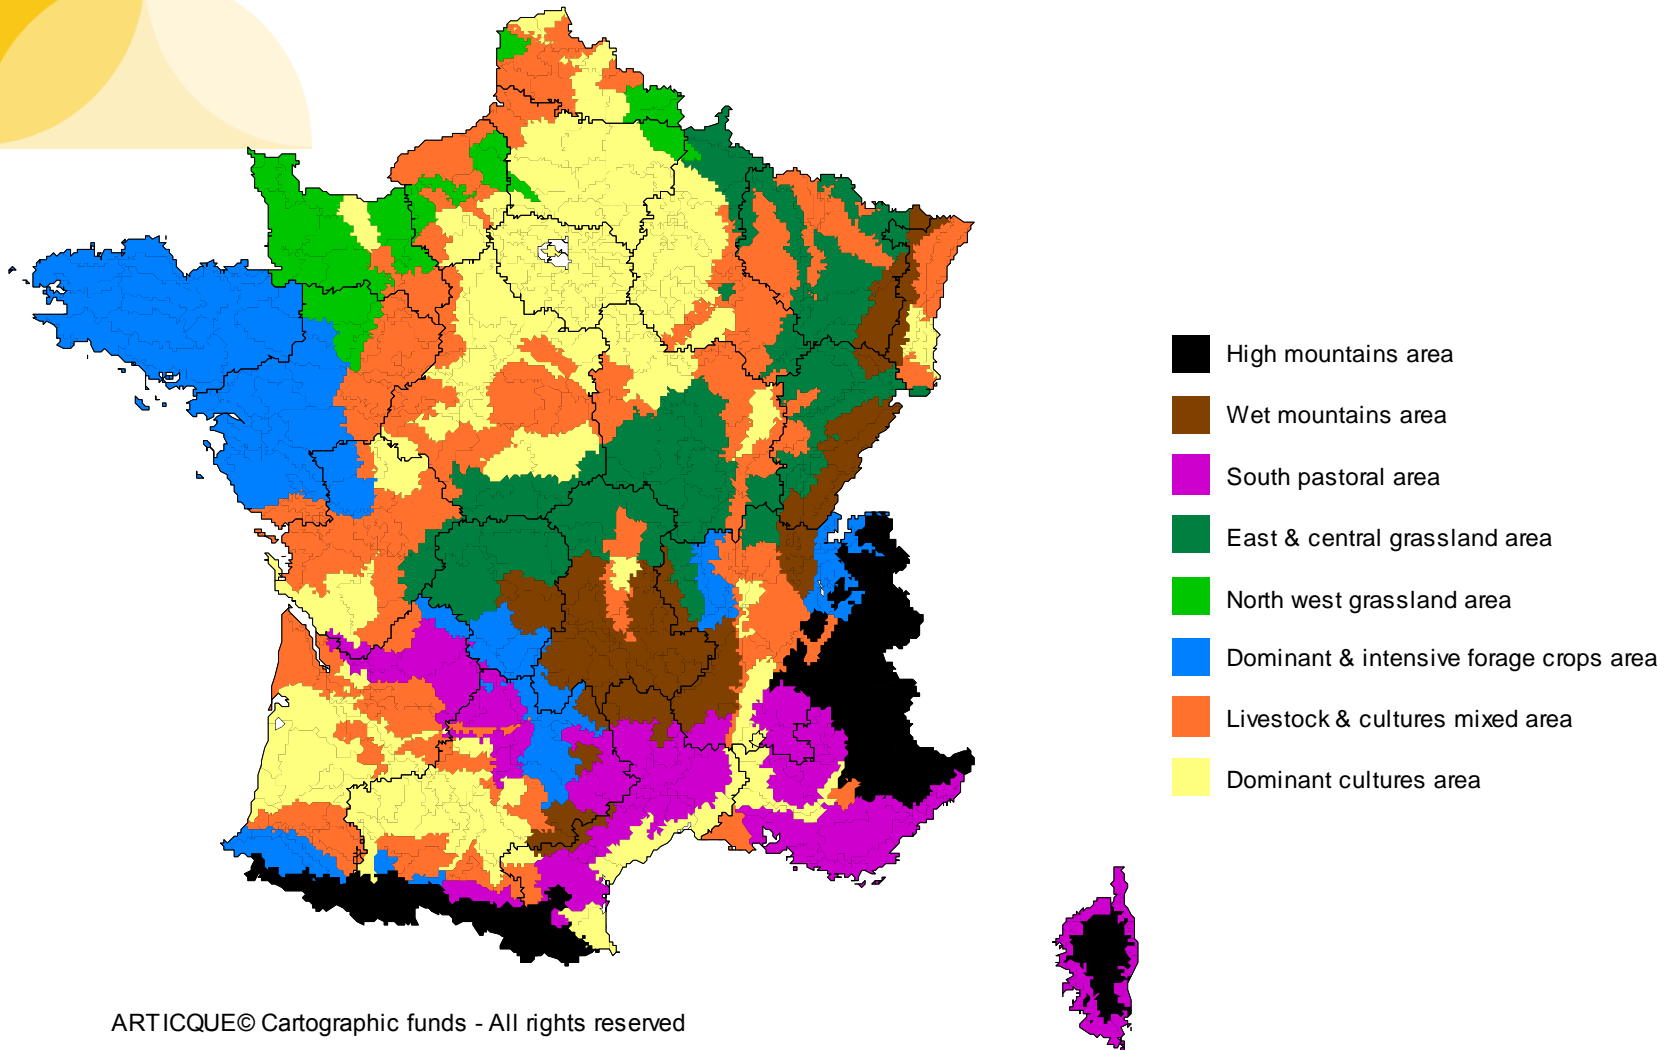 High mountains area
Wet mountains area
South pastoral area
East & central grassland area
North west grassland area
Dominant & intensive forage crops area
Livestock & cultures mixed area
Dominant cultures area
ARTICQUE© Cartographic funds - All rights reserved